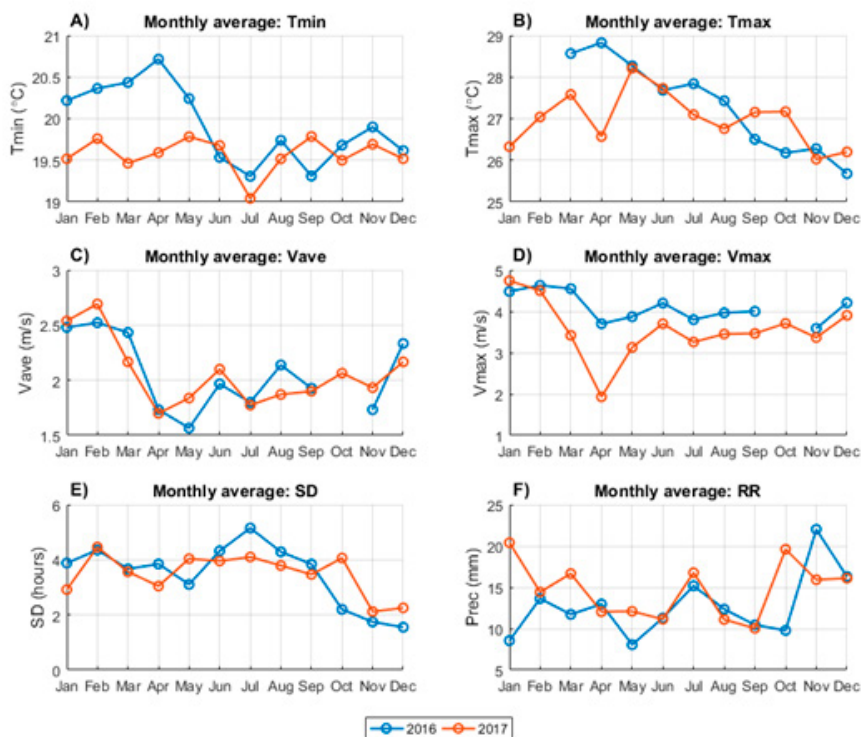 A) Monthly average: Tmin
21
20.5
20
19.5
19
Tmin (°C)
Jan Feb Mar Apr May Jun Jul Aug Sep Oct Nov Dec
B) Monthly average: Tmax
29
28
27
26
25
Tmax (°C)
Jan Feb Mar Apr May Jun Jul Aug Sep Oct Nov Dec
C) Monthly average: Vave
3
2.5
2
1.5
Vave (m/s)
Jan Feb Mar Apr May Jun Jul Aug Sep Oct Nov Dec
D) Monthly average: Vmax
5
4
3
2
1
Vmax (m/s)
Jan Feb Mar Apr May Jun Jul Aug Sep Oct Nov Dec
E) Monthly average: SD
6
4
2
0
SD (hours)
Jan Feb Mar Apr May Jun Jul Aug Sep Oct Nov Dec
F) Monthly average: RR
25
20
15
10
5
Prec (mm)
Jan Feb Mar Apr May Jun Jul Aug Sep Oct Nov Dec
2016 2017